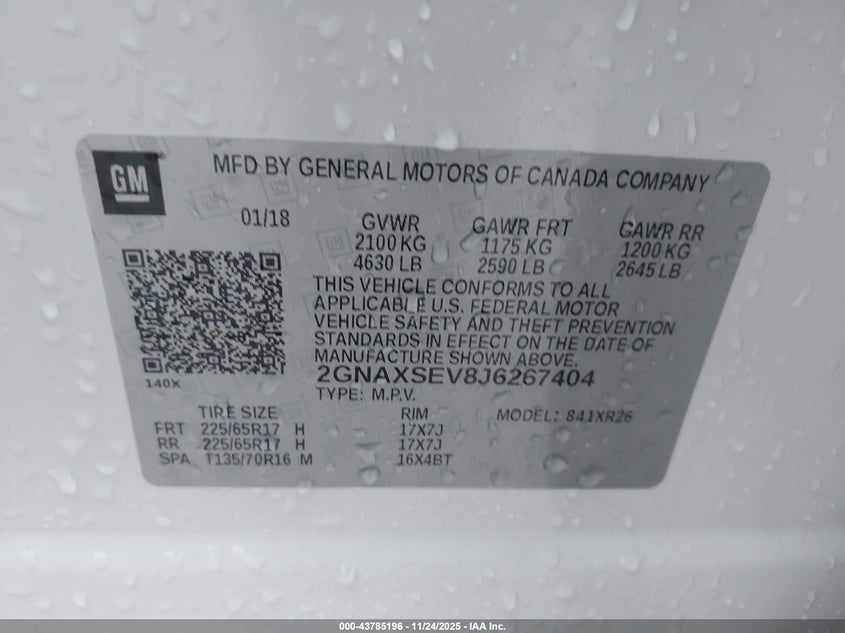 GM
MFD BY GENERAL MOTORS OF CANADA COMPANY
01/18
GVWR GAWR FRT GAWR RR
2100 KG 1175 KG 1200 KG
4630 LB 2590 LB 2645 LB
THIS VEHICLE CONFORMS TO ALL
APPLICABLE U.S. FEDERAL MOTOR
VEHICLE SAFETY AND THEFT PREVENTION
STANDARDS IN EFFECT ON THE DATE OF
MANUFACTURE SHOWN ABOVE.
140X
2GNAXSEV8J6267404
TYPE: M.P.V.
TIRE SIZE RIM MODEL: 841XR26
FRT 225/65R17 H 17X7J
RR 225/65R17 H 17X7J
SPA T135/70R16 M 16X4BT
000-43785196 - 11/24/2025 - IAA Inc.